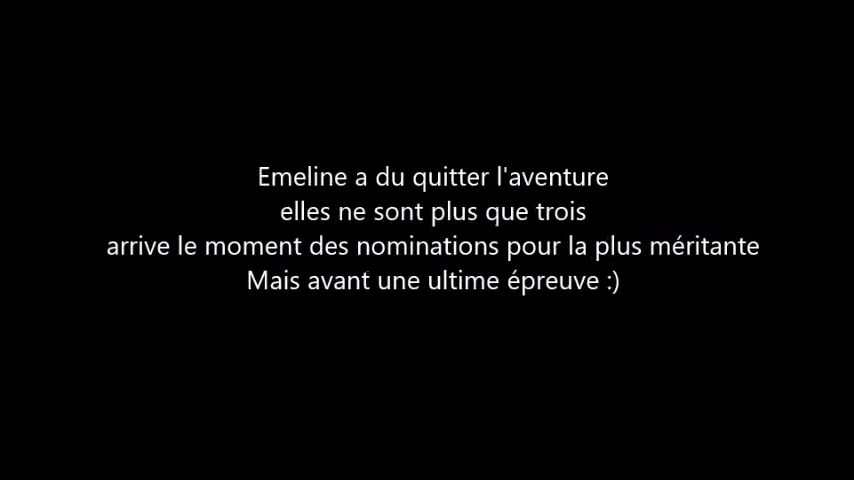 Emeline a du quitter l'aventure
elles ne sont plus que trois
arrive le moment des nominations pour la plus méritante
Mais avant une ultime épreuve :)